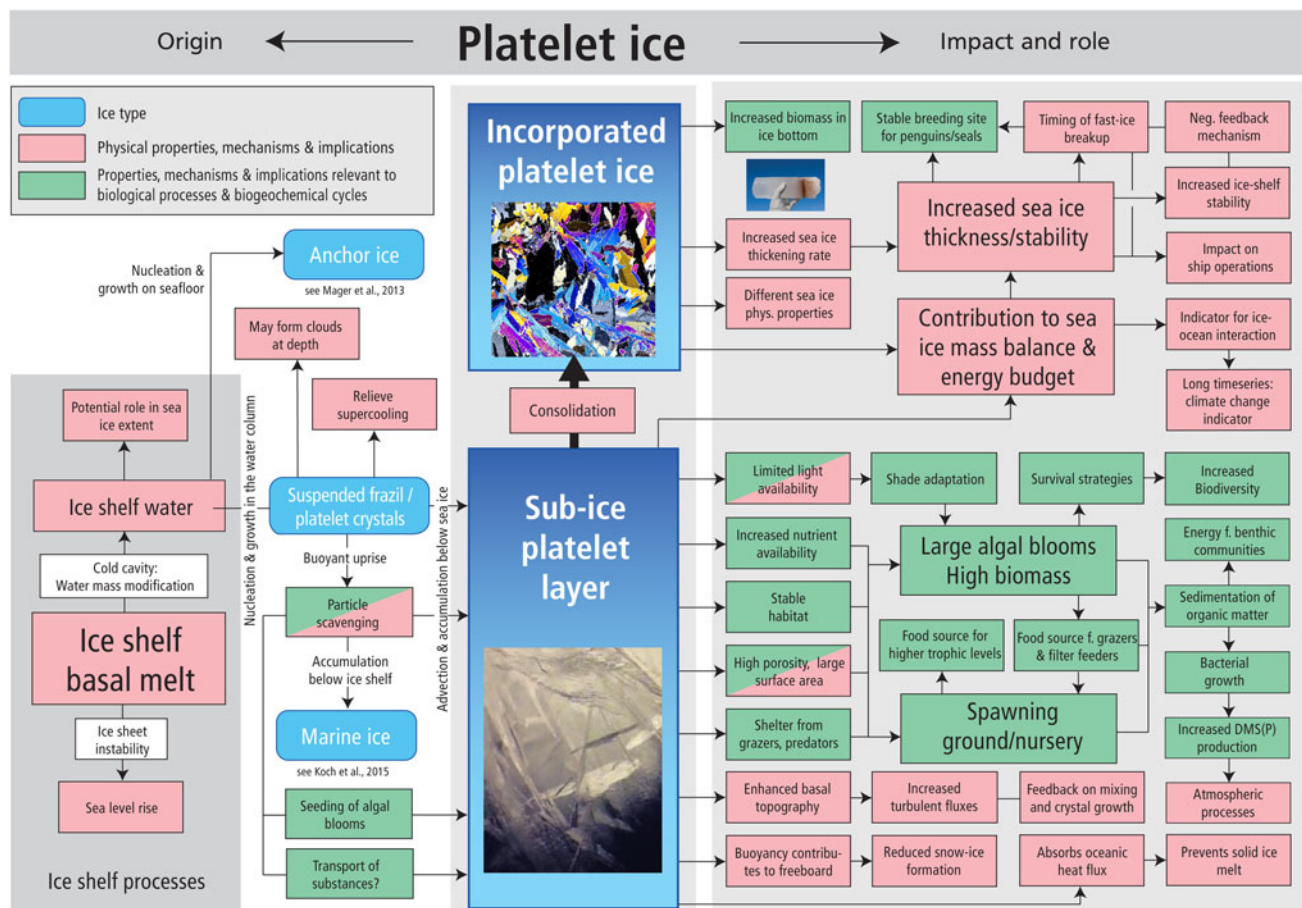 Origin
Platelet ice
Impact and role
Ice type
Physical properties, mechanisms & implications
Properties, mechanisms & implications relevant to
biological processes & biogeochemical cycles
Nucleation &
growth on seafloor
Anchor ice
see Mager et al., 2013
May form clouds
at depth
Relieve
supercooling
Potential role in sea
ice extent
Ice shelf water
Cold cavity:
Water mass modification
Ice shelf
basal melt
Ice sheet
instability
Sea level rise
Ice shelf processes
Nucleation & growth in the water column
Suspended frazil /
platelet crystals
Buoyant uprise
Particle
scavenging
Accumulation
below ice shelf
Marine ice
see Koch et al., 2015
Seeding of algal
blooms
Transport of
substances?
Advection & accumulation below sea ice
Incorporated
platelet ice
Consolidation
Sub-ice
platelet
layer
Increased biomass in
ice bottom
Stable breeding site
for penguins/seals
Timing of fast-ice
breakup
Neg. feedback
mechanism
Increased sea ice
thickening rate
Increased sea ice
thickness/stability
Increased ice-shelf
stability
Impact on
ship operations
Different sea ice
phys. properties
Contribution to sea
ice mass balance &
energy budget
Indicator for ice-
ocean interaction
Long timeseries:
climate change
indicator
Limited light
availability
Shade adaptation
Survival strategies
Increased
Biodiversity
Increased nutrient
availability
Large algal blooms
High biomass
Energy f. benthic
communities
Stable
habitat
Sedimentation of
organic matter
High porosity, large
surface area
Food source for
higher trophic levels
Food source f. grazers
& filter feeders
Bacterial
growth
Shelter from
grazers, predators
Spawning
ground/nursery
Increased DMS(P)
production
Enhanced basal
topography
Increased
turbulent fluxes
Feedback on mixing
and crystal growth
Atmospheric
processes
Buoyancy contribu-
tes to freeboard
Reduced snow-ice
formation
Absorbs oceanic
heat flux
Prevents solid ice
melt